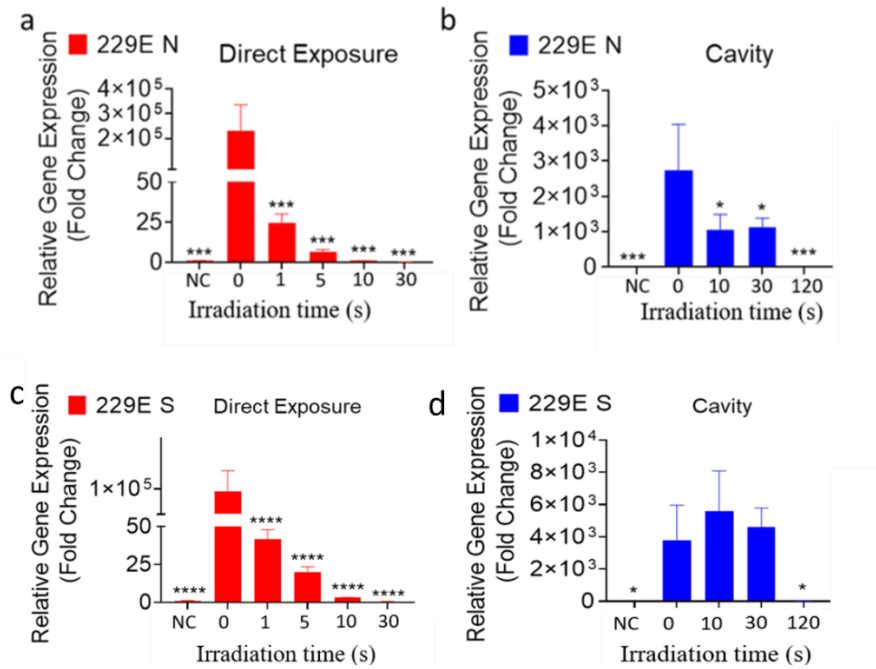 a
229E N
Direct Exposure
Relative Gene Expression
(Fold Change)
4×10⁵
3×10⁵
2×10⁵
50
25
0
***
***
***
***
***
NC 0 1 5 10 30
Irradiation time (s)
b
229E N
Cavity
Relative Gene Expression
(Fold Change)
5×10³
4×10³
3×10³
2×10³
1×10³
0
***
*
*
***
NC 0 10 30 120
Irradiation time (s)
c
229E S
Direct Exposure
Relative Gene Expression
(Fold Change)
1×10⁵
50
25
0
****
****
****
****
****
NC 0 1 5 10 30
Irradiation time (s)
d
229E S
Cavity
Relative Gene Expression
(Fold Change)
1×10⁴
8×10³
6×10³
4×10³
2×10³
0
*
*
NC 0 10 30 120
Irradiation time (s)